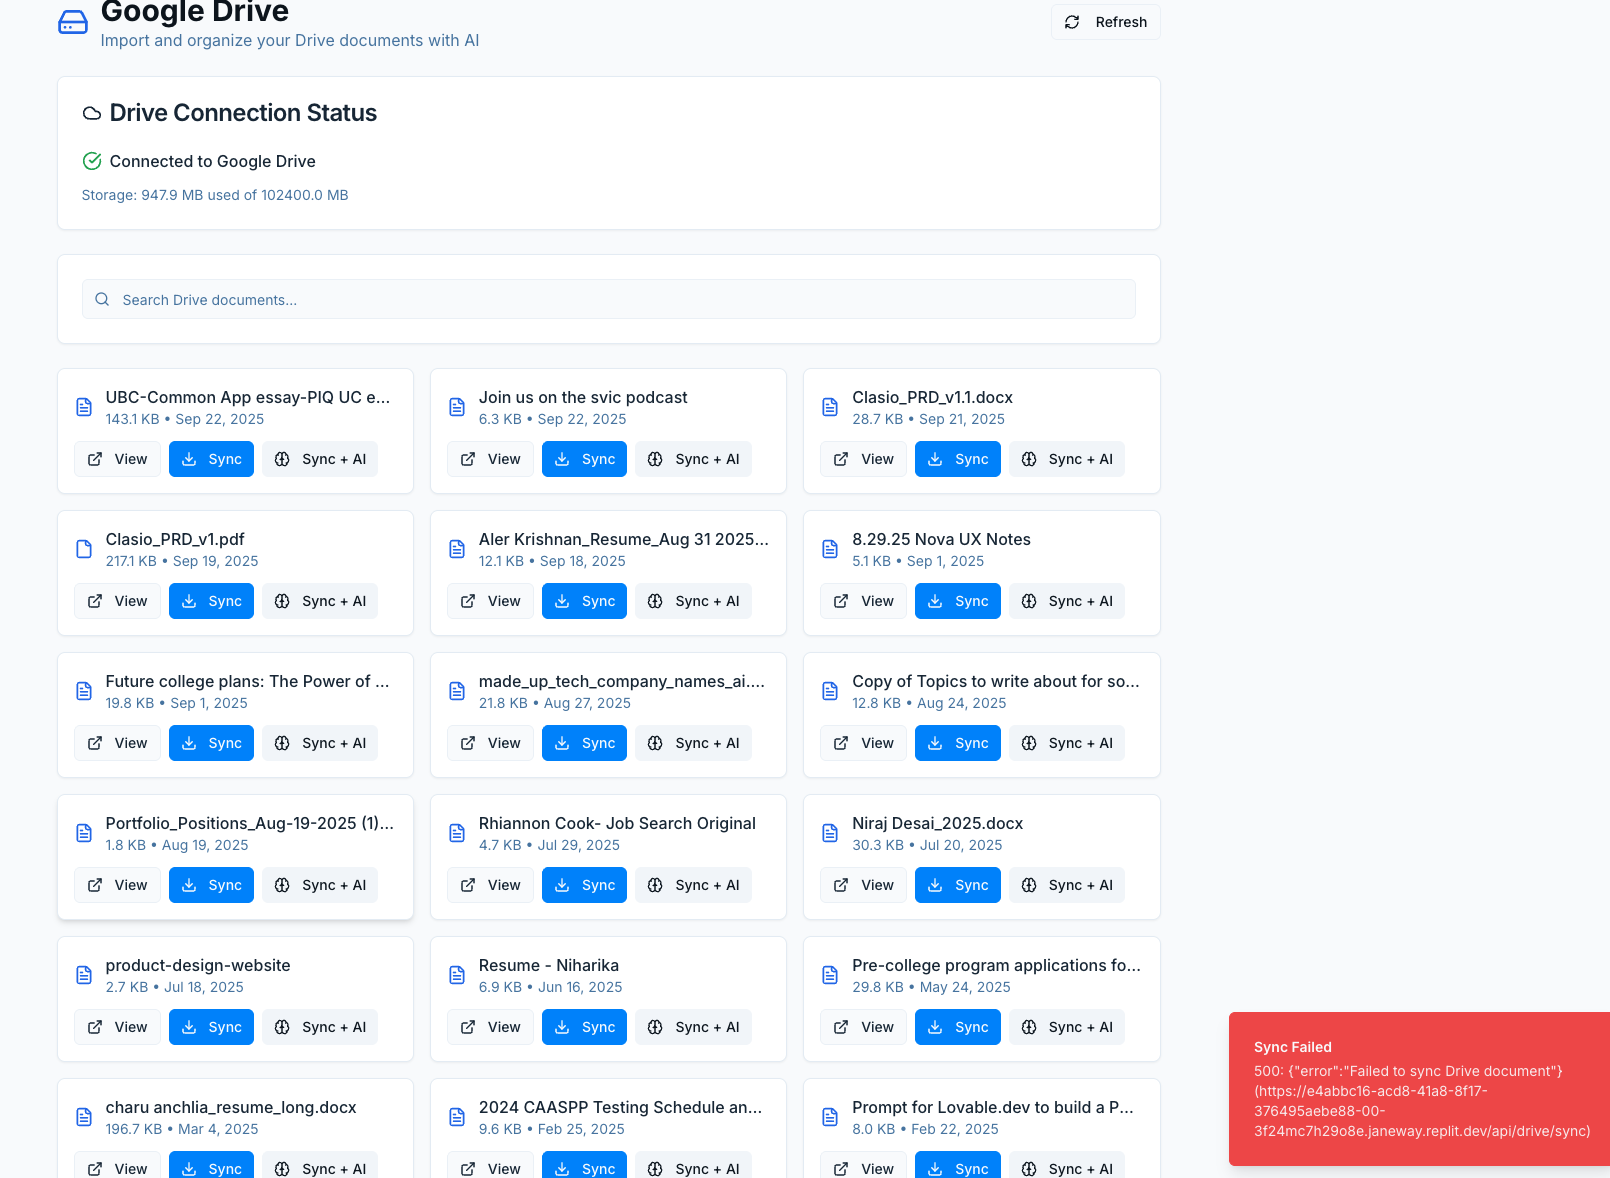 Google Drive
Import and organize your Drive documents with AI
Refresh
Drive Connection Status
Connected to Google Drive
Storage: 947.9 MB used of 102400.0 MB
Search Drive documents...
UBC-Common App essay-PIQ UC e...
143.1 KB • Sep 22, 2025
View
Sync
Sync + AI
Join us on the svic podcast
6.3 KB • Sep 22, 2025
View
Sync
Sync + AI
Clasio_PRD_v1.1.docx
28.7 KB • Sep 21, 2025
View
Sync
Sync + AI
Clasio_PRD_v1.pdf
217.1 KB • Sep 19, 2025
View
Sync
Sync + AI
Aler Krishnan_Resume_Aug 31 2025...
12.1 KB • Sep 18, 2025
View
Sync
Sync + AI
8.29.25 Nova UX Notes
5.1 KB • Sep 1, 2025
View
Sync
Sync + AI
Future college plans: The Power of ...
19.8 KB • Sep 1, 2025
View
Sync
Sync + AI
made_up_tech_company_names_ai....
21.8 KB • Aug 27, 2025
View
Sync
Sync + AI
Copy of Topics to write about for so...
12.8 KB • Aug 24, 2025
View
Sync
Sync + AI
Portfolio_Positions_Aug-19-2025 (1)...
1.8 KB • Aug 19, 2025
View
Sync
Sync + AI
Rhiannon Cook- Job Search Original
4.7 KB • Jul 29, 2025
View
Sync
Sync + AI
Niraj Desai_2025.docx
30.3 KB • Jul 20, 2025
View
Sync
Sync + AI
product-design-website
2.7 KB • Jul 18, 2025
View
Sync
Sync + AI
Resume - Niharika
6.9 KB • Jun 16, 2025
View
Sync
Sync + AI
Pre-college program applications fo...
29.8 KB • May 24, 2025
View
Sync
Sync + AI
charu anchlia_resume_long.docx
196.7 KB • Mar 4, 2025
View
Sync
Sync + AI
2024 CAASPP Testing Schedule an...
9.6 KB • Feb 25, 2025
View
Sync
Sync + AI
Prompt for Lovable.dev to build a P...
8.0 KB • Feb 22, 2025
View
Sync
Sync + AI
Sync Failed
500: {"error":"Failed to sync Drive document"}
(https://e4abbc16-acd8-41a8-8f17-
376495aebe88-00-
3f24mc7h29o8e.janeway.replit.dev/api/drive/sync)